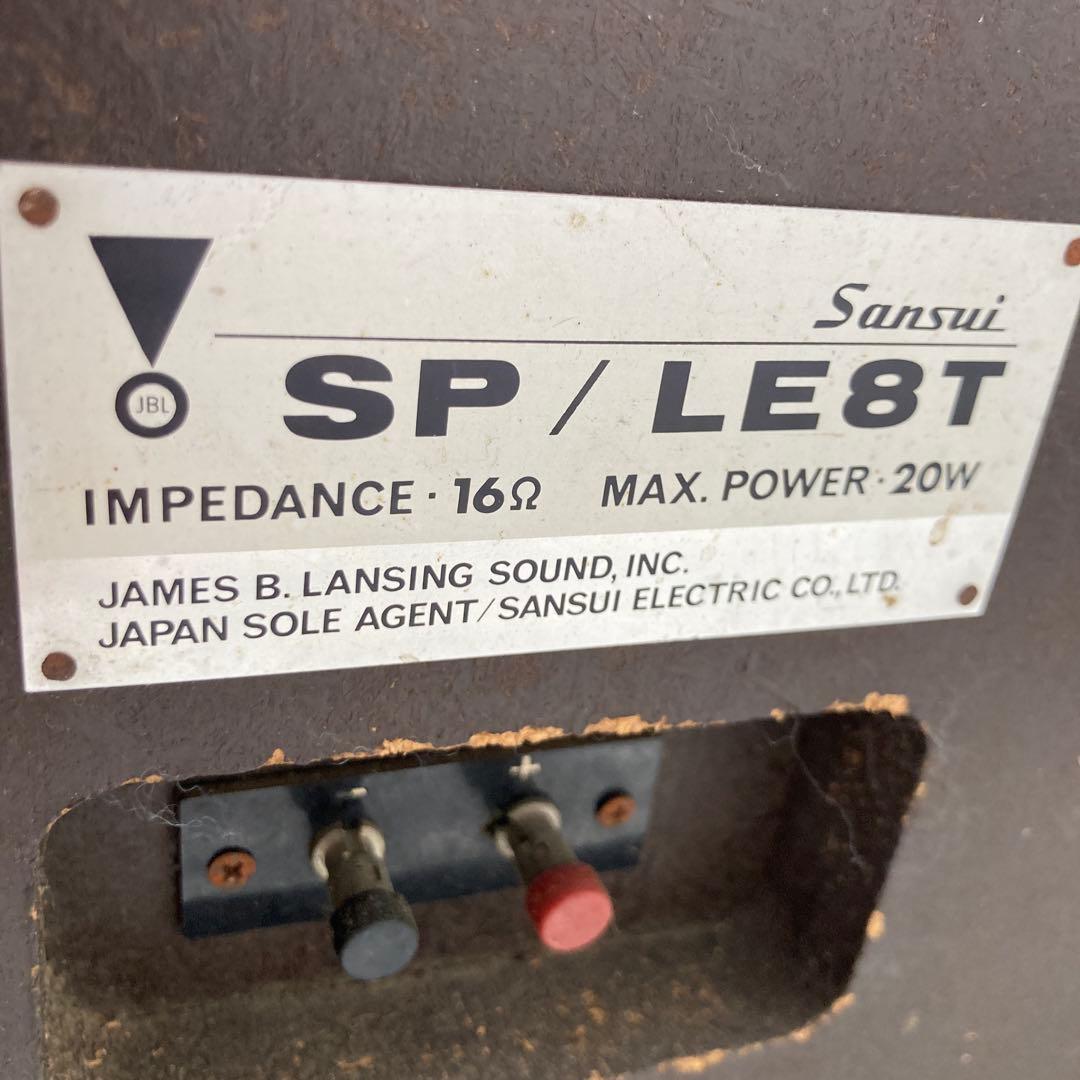 Sansui
JBL SP / LE8T
IMPEDANCE · 16Ω MAX. POWER · 20W
JAMES B. LANSING SOUND, INC.
JAPAN SOLE AGENT/SANSUI ELECTRIC CO., LTD.
- +